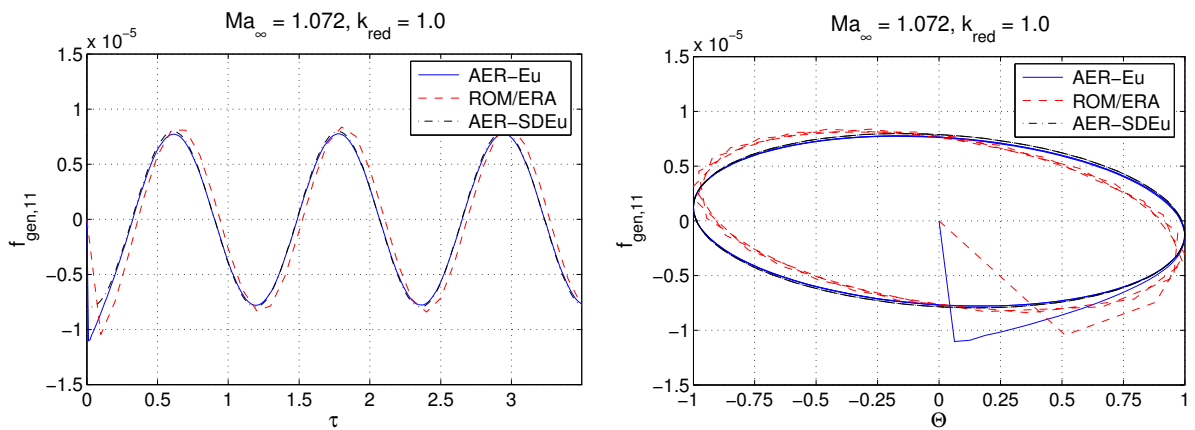 Ma∞ = 1.072, k_red = 1.0
x 10^−5
1.5
1
0.5
0
−0.5
−1
−1.5
f_gen,11
0 0.5 1 1.5 2 2.5 3
τ
AER−Eu
ROM/ERA
AER−SDEu
Ma∞ = 1.072, k_red = 1.0
x 10^−5
1.5
1
0.5
0
−0.5
−1
−1.5
f_gen,11
−1 −0.75 −0.5 −0.25 0 0.25 0.50 0.75 1
Θ
AER−Eu
ROM/ERA
AER−SDEu